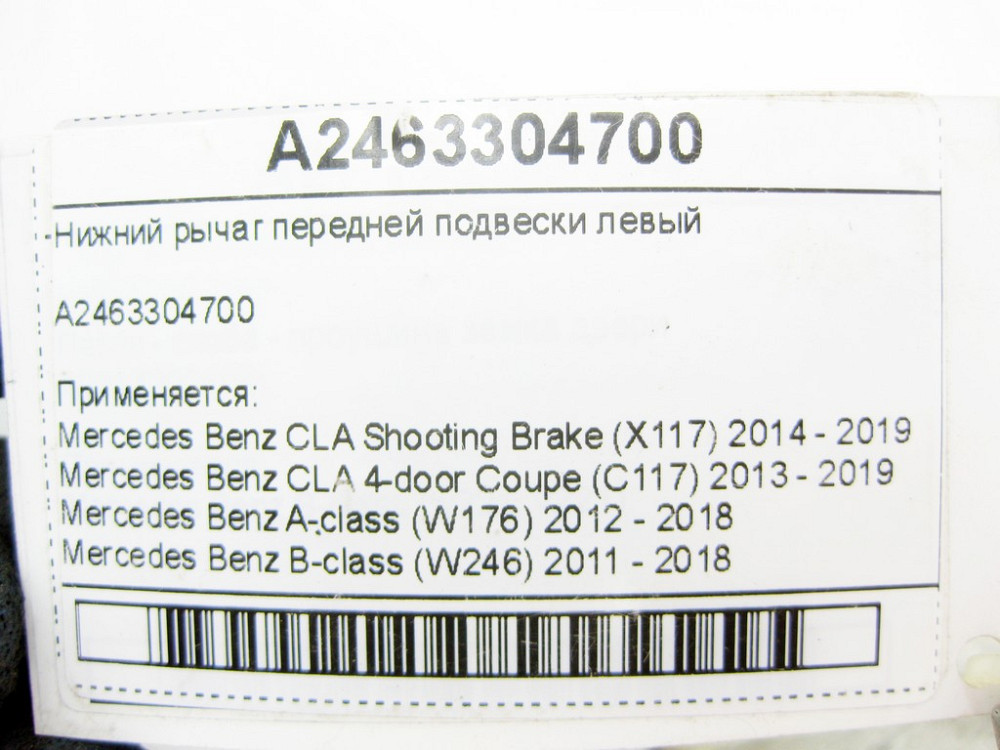 A2463304700
Нижний рычаг передней подвески левый
A2463304700
Применяется:
Mercedes Benz CLA Shooting Brake (X117) 2014 - 2019
Mercedes Benz CLA 4-door Coupe (C117) 2013 - 2019
Mercedes Benz A-class (W176) 2012 - 2018
Mercedes Benz B-class (W246) 2011 - 2018